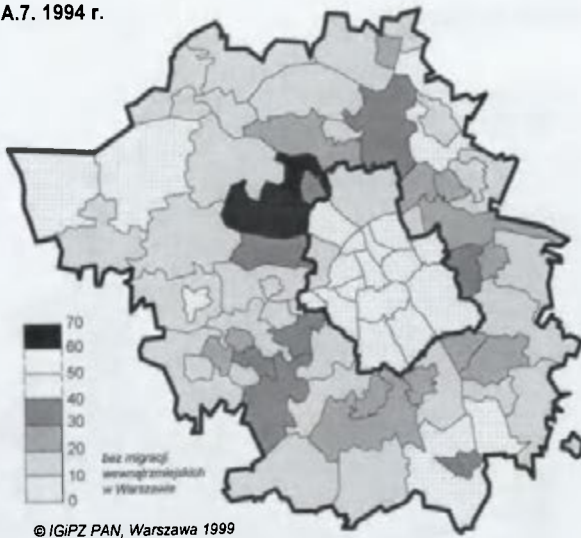 A.7. 1994 r.
70
60
50
40
30
20
10
0
bez migracji
wewnątrzmiejskich
w Warszawie
© IGiPZ PAN, Warszawa 1999